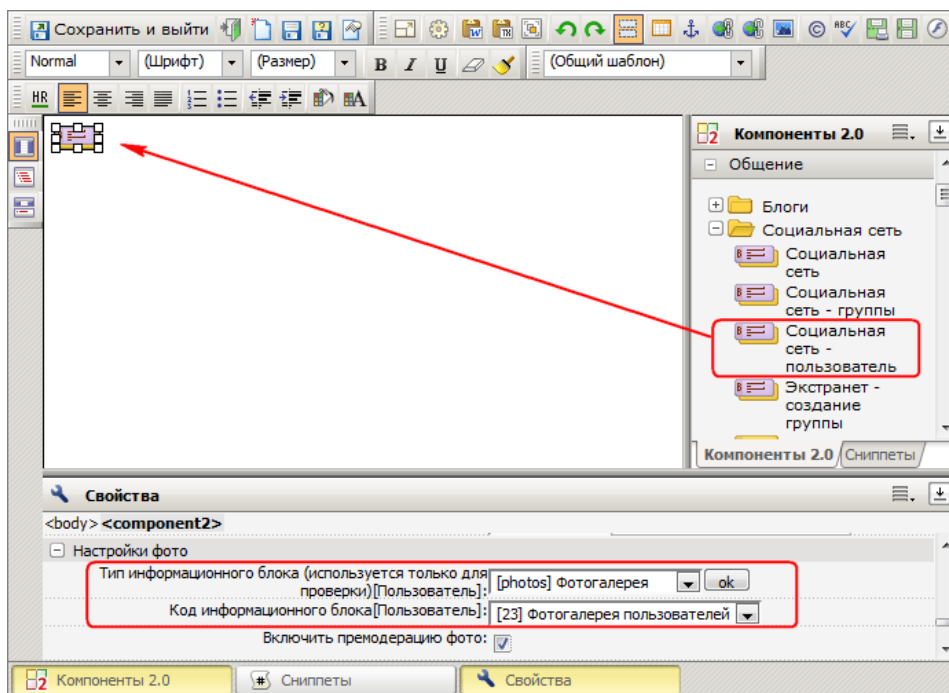 Сохранить и выйти
Normal (Шрифт) (Размер) B I U (Общий шаблон)
HR
Компоненты 2.0
Общение
Блоги
Социальная сеть
Социальная
сеть
Социальная
сеть - группы
Социальная
сеть -
пользователь
Экстранет -
создание
группы
Компоненты 2.0 Сниппеты
Свойства
<body> <component2>
Настройки фото
Тип информационного блока (используется только для
проверки)[Пользователь]: [photos] Фотогалерея ok
Код информационного блока[Пользователь]: [23] Фотогалерея пользователей
Включить премодерацию фото:
Компоненты 2.0 Сниппеты Свойства